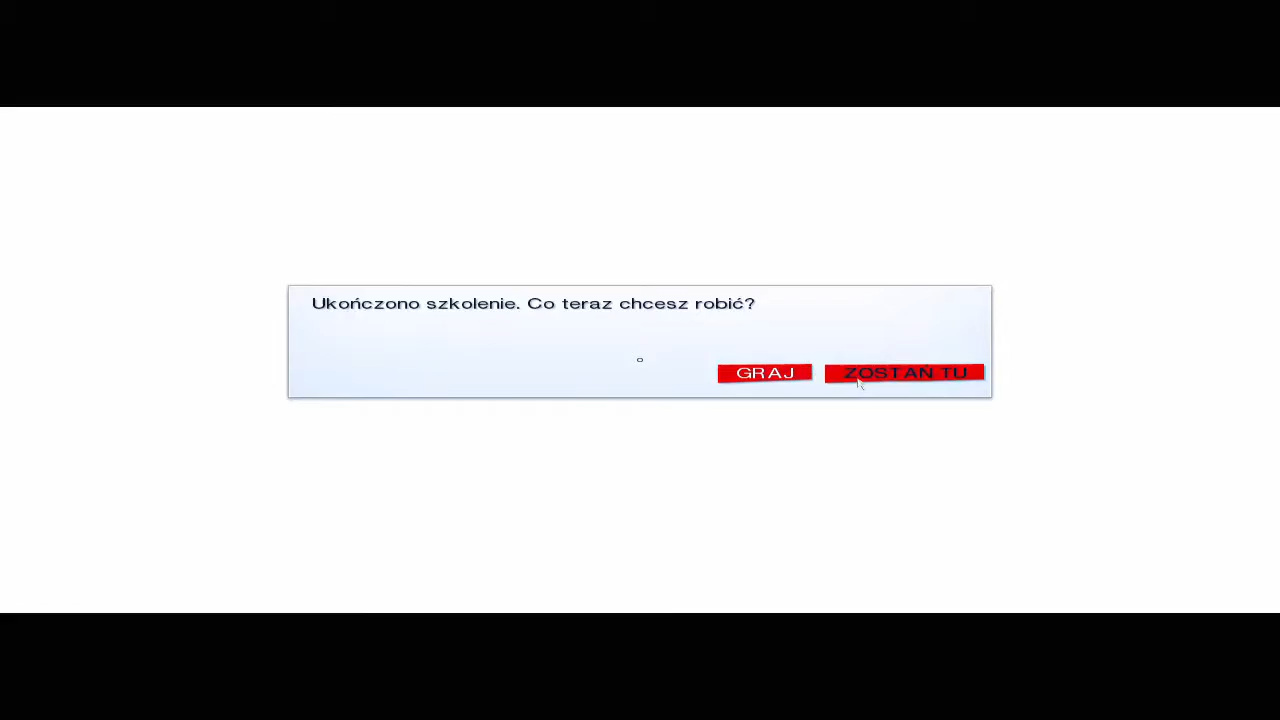 Ukończono szkolenie. Co teraz chcesz robić?
GRAJ ZOSTAŃ TU